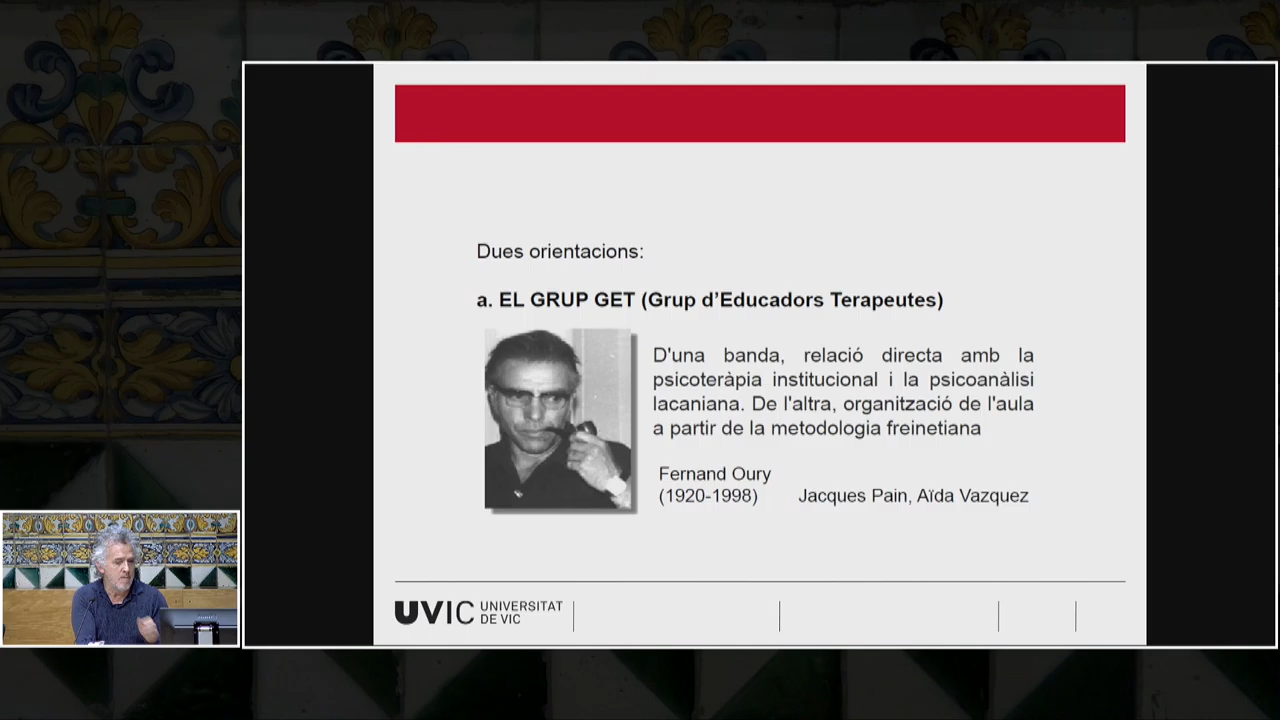 Dues orientacions:
a. EL GRUP GET (Grup d’Educadors Terapeutes)
D'una banda, relació directa amb la
psicoteràpia institucional i la psicoanàlisi
lacaniana. De l'altra, organització de l'aula
a partir de la metodologia freinetiana
Fernand Oury
(1920-1998) Jacques Pain, Aïda Vazquez
UVIC UNIVERSITAT
DE VIC